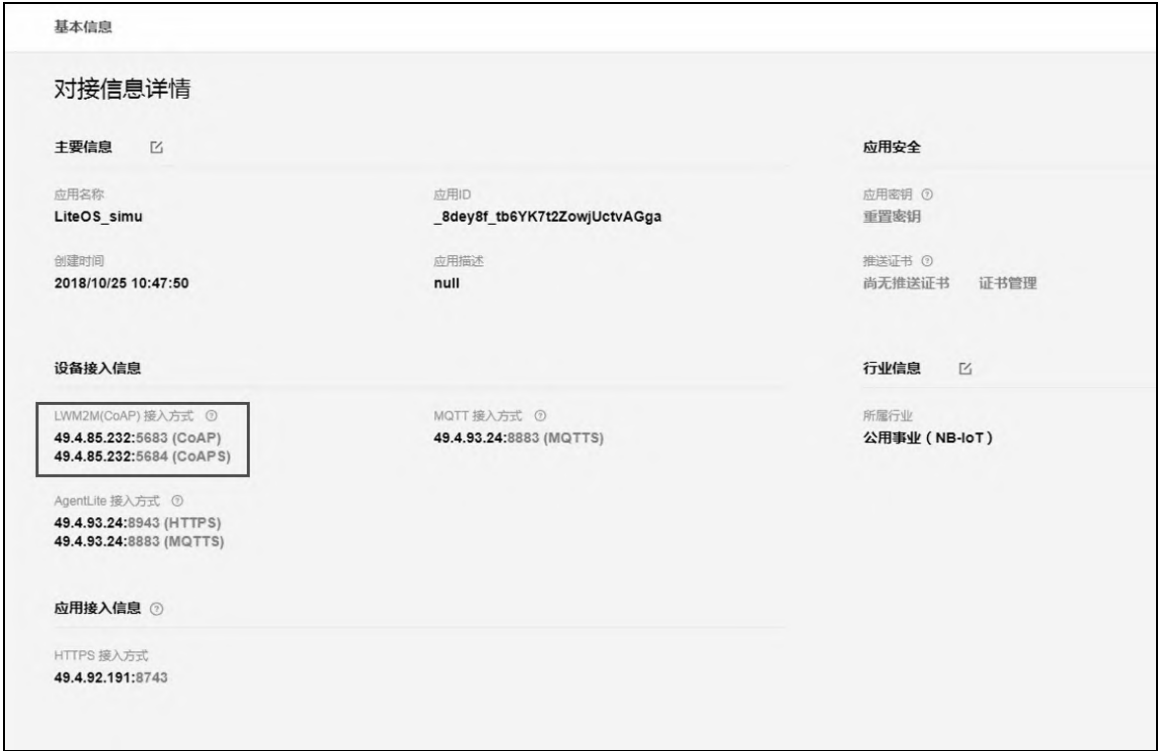 基本信息
对接信息详情
主要信息
应用安全
应用名称
应用ID
应用密钥
LiteOS_simu
_8dey8f_tb6YK7t2ZowjUctvAGga
重置密钥
创建时间
应用描述
推送证书
2018/10/25 10:47:50
null
尚无推送证书 证书管理
设备接入信息
行业信息
LWM2M(CoAP) 接入方式
MQTT 接入方式
所属行业
49.4.85.232:5683 (CoAP)
49.4.93.24:8883 (MQTTS)
公用事业（NB-IoT）
49.4.85.232:5684 (CoAPS)
AgentLite 接入方式
49.4.93.24:8943 (HTTPS)
49.4.93.24:8883 (MQTTS)
应用接入信息
HTTPS 接入方式
49.4.92.191:8743